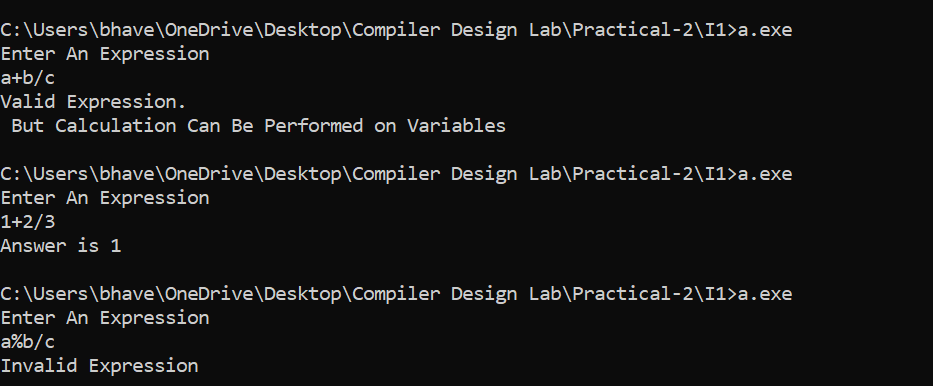 C:\Users\bhave\OneDrive\Desktop\Compiler Design Lab\Practical-2\I1>a.exe
Enter An Expression
a+b/c
Valid Expression.
 But Calculation Can Be Performed on Variables
C:\Users\bhave\OneDrive\Desktop\Compiler Design Lab\Practical-2\I1>a.exe
Enter An Expression
1+2/3
Answer is 1
C:\Users\bhave\OneDrive\Desktop\Compiler Design Lab\Practical-2\I1>a.exe
Enter An Expression
a%b/c
Invalid Expression